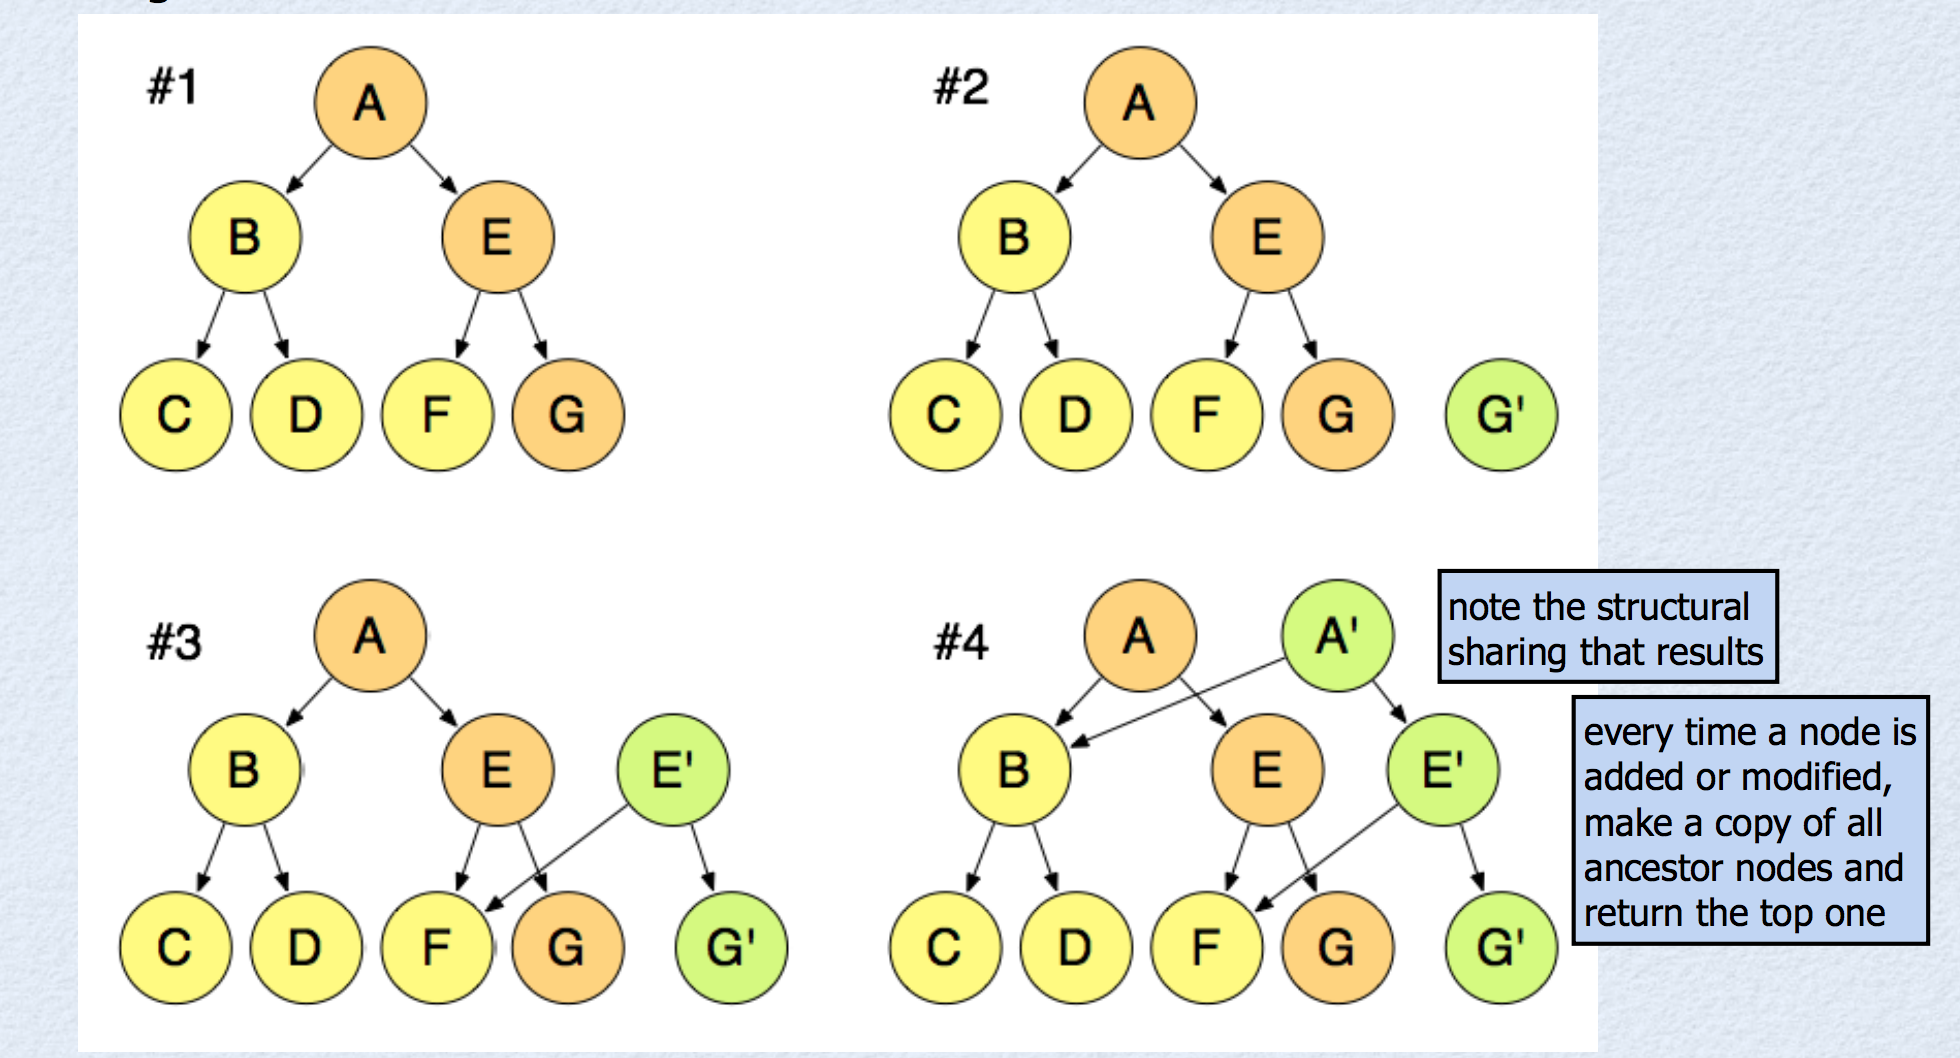 #1
A
B
E
C
D
F
G
#2
A
B
E
C
D
F
G
G'
#3
A
B
E
E'
C
D
F
G
G'
#4
A
A'
B
E
E'
C
D
F
G
G'
note the structural
sharing that results
every time a node is
added or modified,
make a copy of all
ancestor nodes and
return the top one